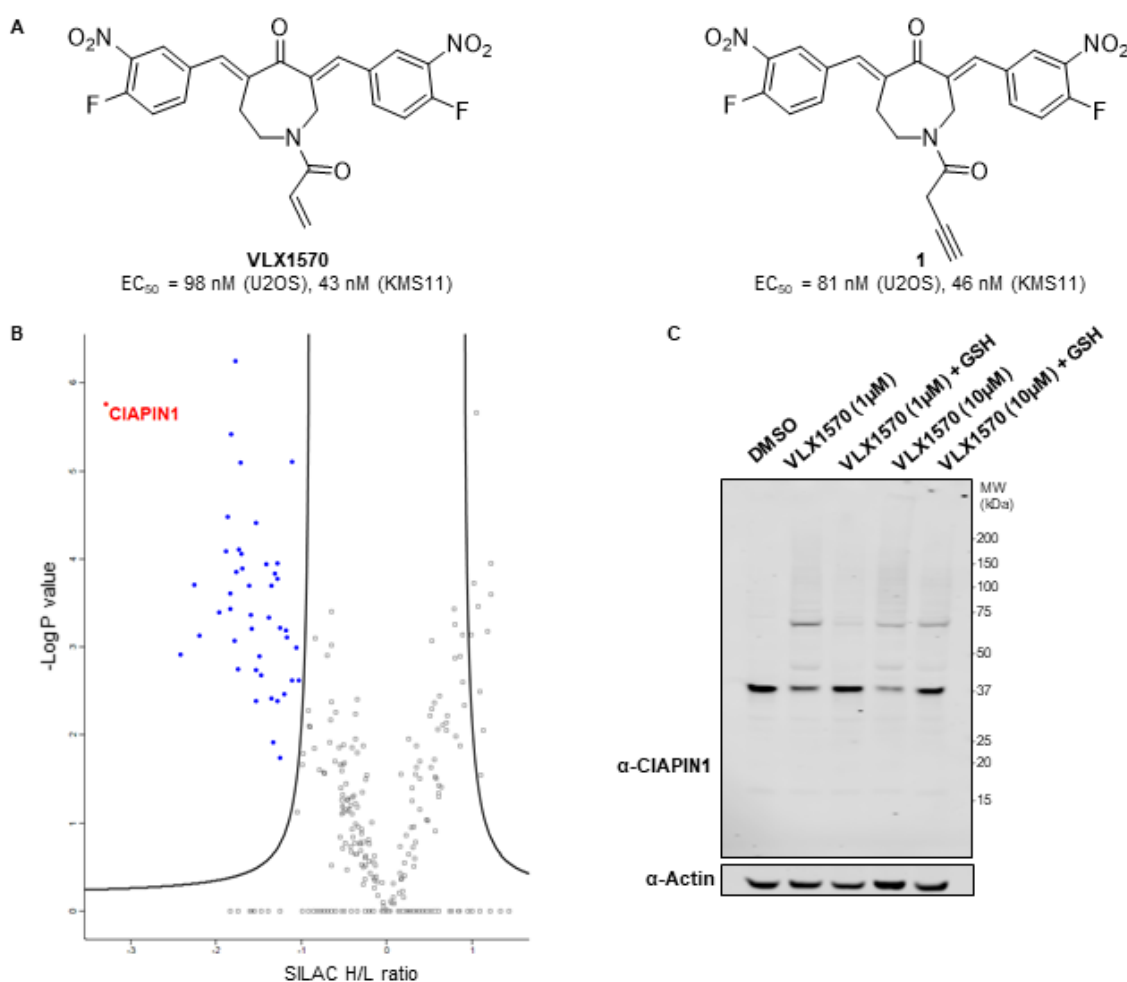 A
O₂N
O
NO₂
F
F
N
O
VLX1570
EC₅₀ = 98 nM (U2OS), 43 nM (KMS11)
O₂N
O
NO₂
F
F
N
O
1
EC₅₀ = 81 nM (U2OS), 46 nM (KMS11)
B
*CIAPIN1
-Log P value
6
5
4
3
2
1
0
-3 -2 -1 0 1
SILAC H/L ratio
C
DMSO
VLX1570 (1μM)
VLX1570 (1μM) + GSH
VLX1570 (10μM)
VLX1570 (10μM) + GSH
MW
(kDa)
200
150
100
75
50
37
25
20
15
α-CIAPIN1
α-Actin